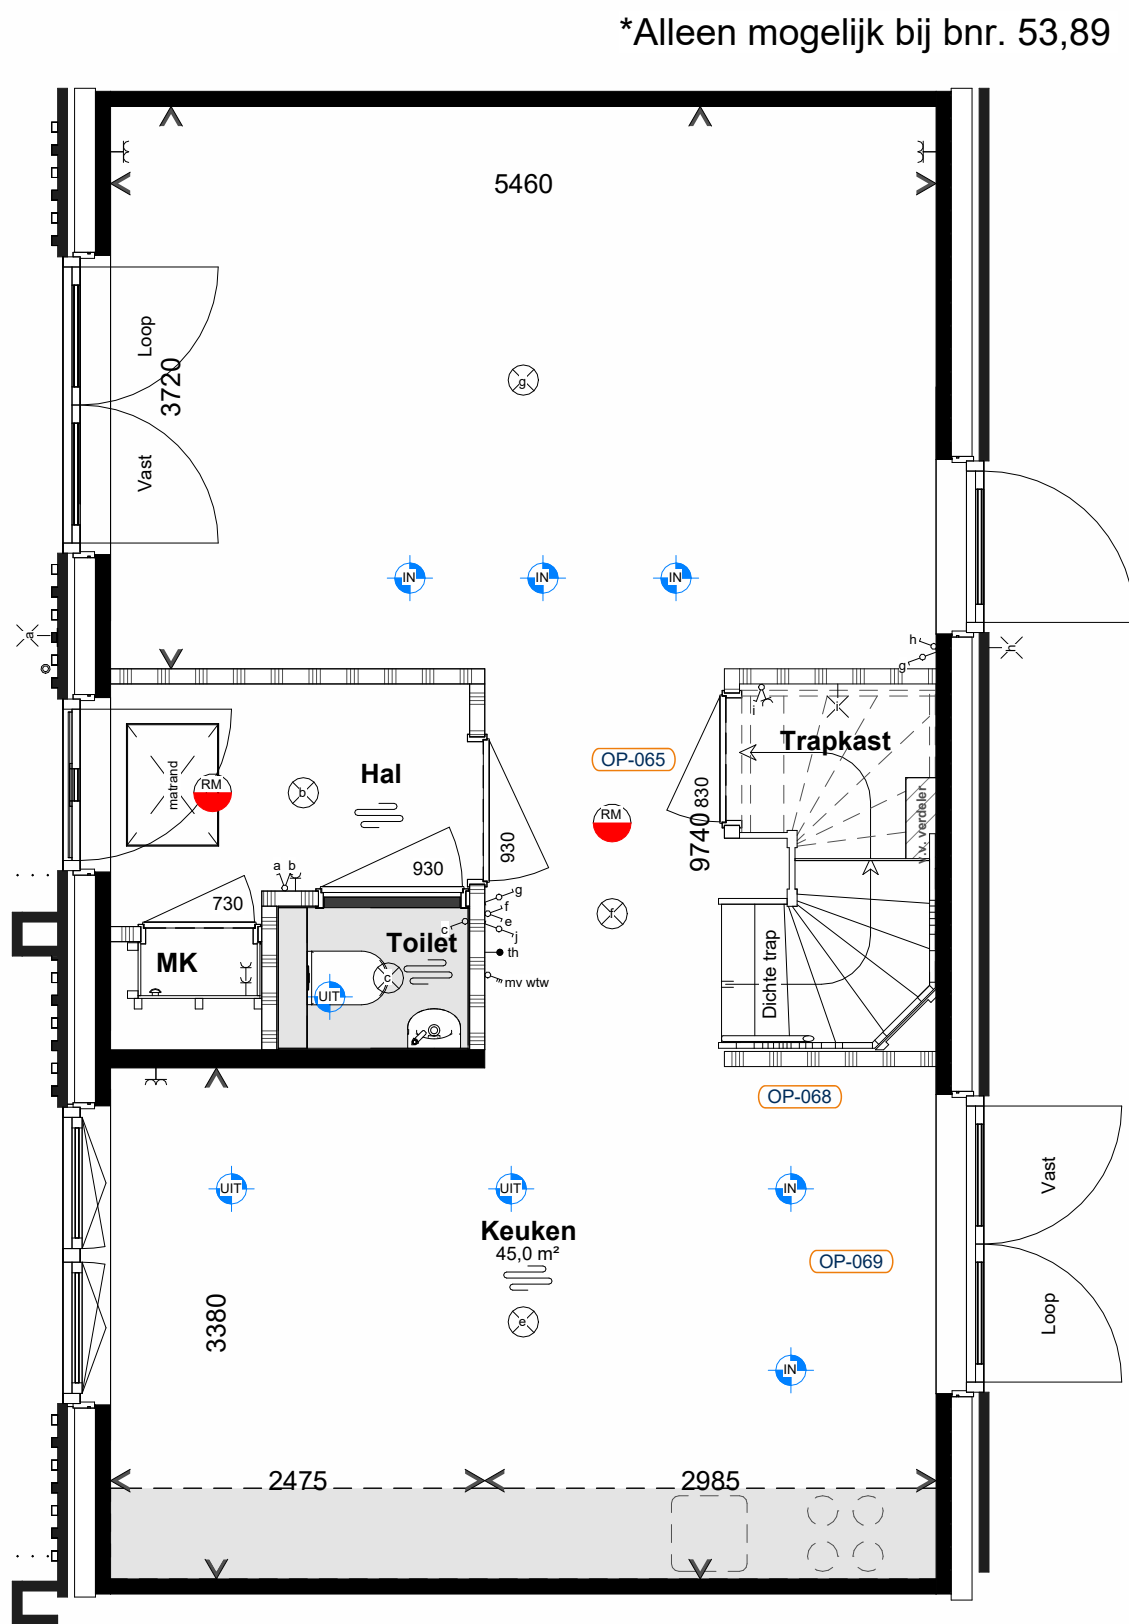 *Alleen mogelijk bij bnr. 53,89
5460
Loop
3720
g
Vast
IN
IN
IN
a
h
g
h
i
i
Trapkast
OP-065
Hal
RM
matrand
b
RM
830
9740
v.v. verdeler
930
930
a b
730
g
f
e
c
j
f
Toilet
th
MK
c
mv wtw
UIT
Dichte trap
OP-068
Vast
UIT
UIT
IN
Keuken
45,0 m²
OP-069
3380
Loop
e
IN
2475
2985